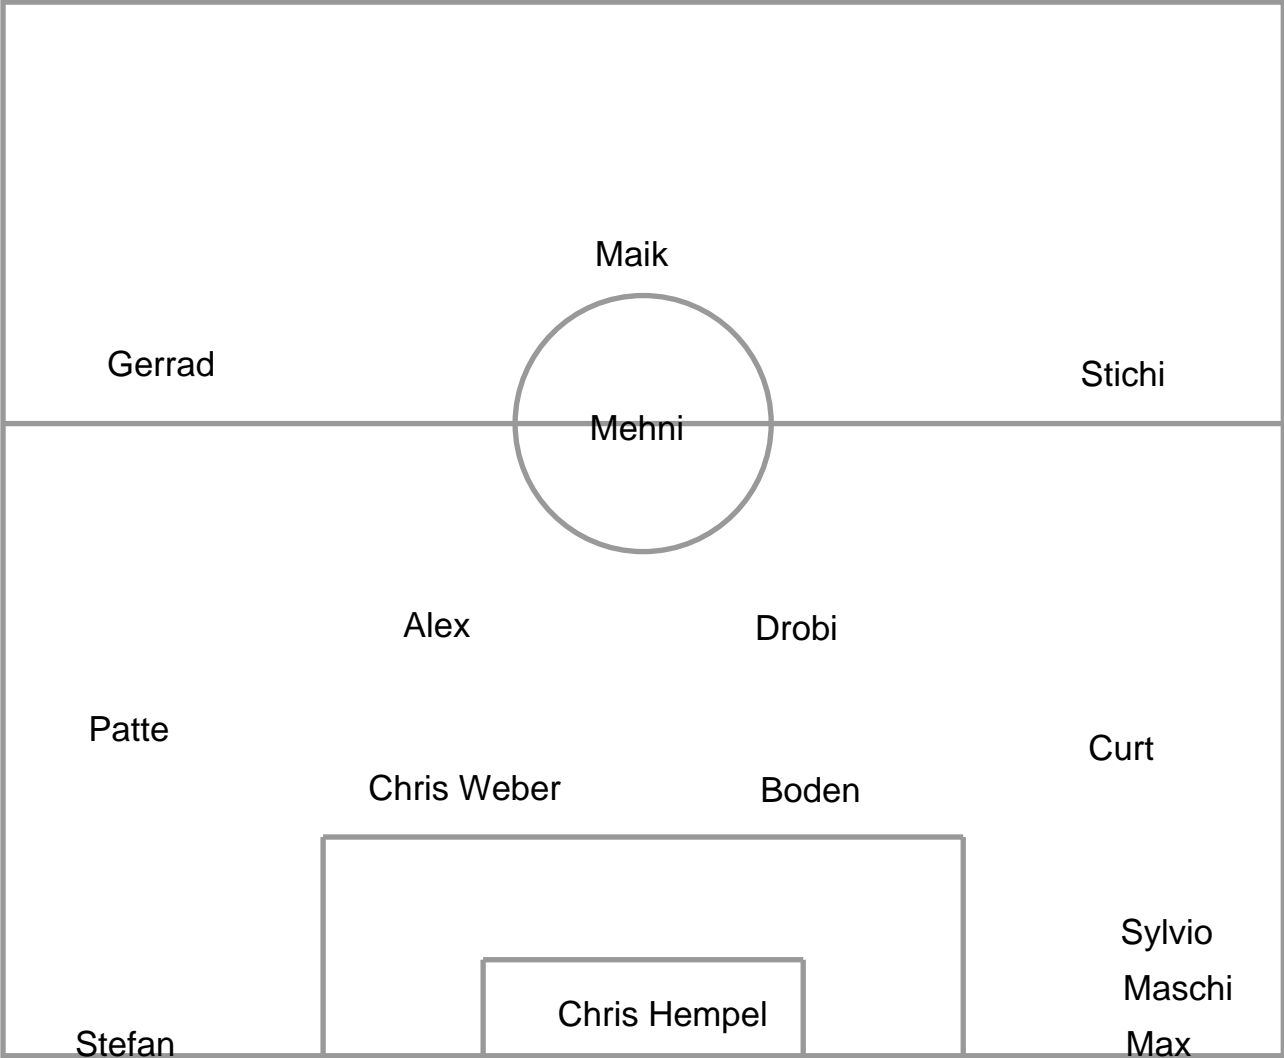 Maik
Gerrad
Stichi
Mehni
Alex
Drobi
Patte
Curt
Chris Weber
Boden
Sylvio
Maschi
Chris Hempel
Stefan
Max